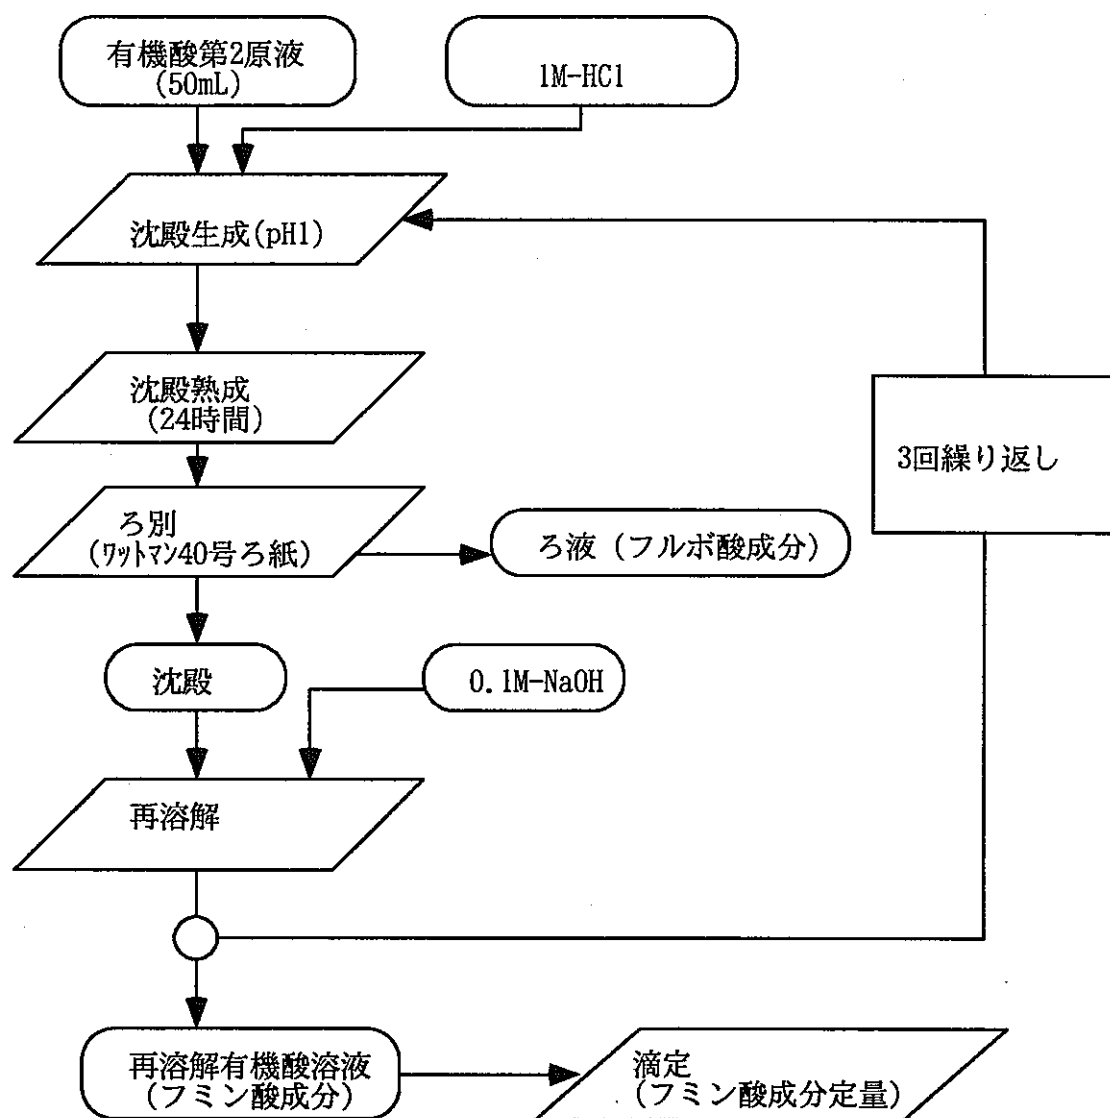 有機酸第2原液
(50mL)
1M-HCl
沈殿生成(pH1)
沈殿熟成
(24時間)
3回繰り返し
ろ別
(ﾜｯﾄﾏﾝ40号ろ紙)
ろ液 (フルボ酸成分)
沈殿
0.1M-NaOH
再溶解
再溶解有機酸溶液
(フミン酸成分)
滴定
(フミン酸成分定量)